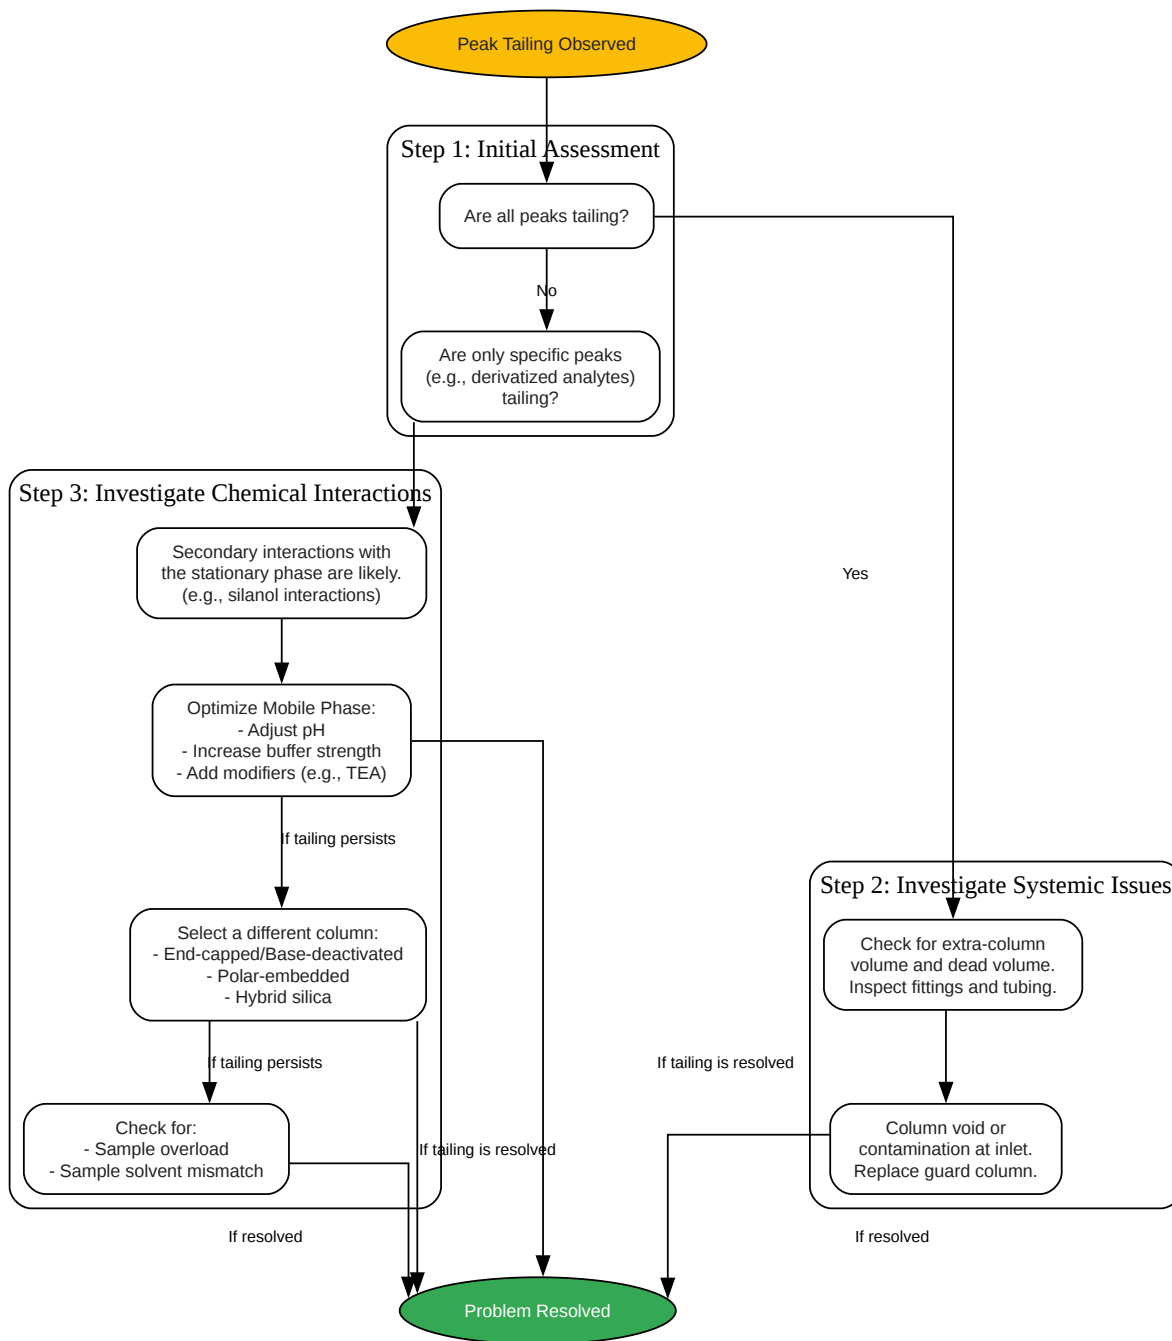 Peak Tailing Observed
Step 1: Initial Assessment
Are all peaks tailing?
No
Are only specific peaks
(e.g., derivatized analytes)
tailing?
Step 3: Investigate Chemical Interactions
Secondary interactions with
the stationary phase are likely.
(e.g., silanol interactions)
Yes
Optimize Mobile Phase:
- Adjust pH
- Increase buffer strength
- Add modifiers (e.g., TEA)
If tailing persists
Step 2: Investigate Systemic Issues
Select a different column:
- End-capped/Base-deactivated
- Polar-embedded
- Hybrid silica
Check for extra-column
volume and dead volume.
Inspect fittings and tubing.
If tailing persists
If tailing is resolved
Check for:
- Sample overload
- Sample solvent mismatch
If tailing is resolved
Column void or
contamination at inlet.
Replace guard column.
If resolved
If resolved
Problem Resolved